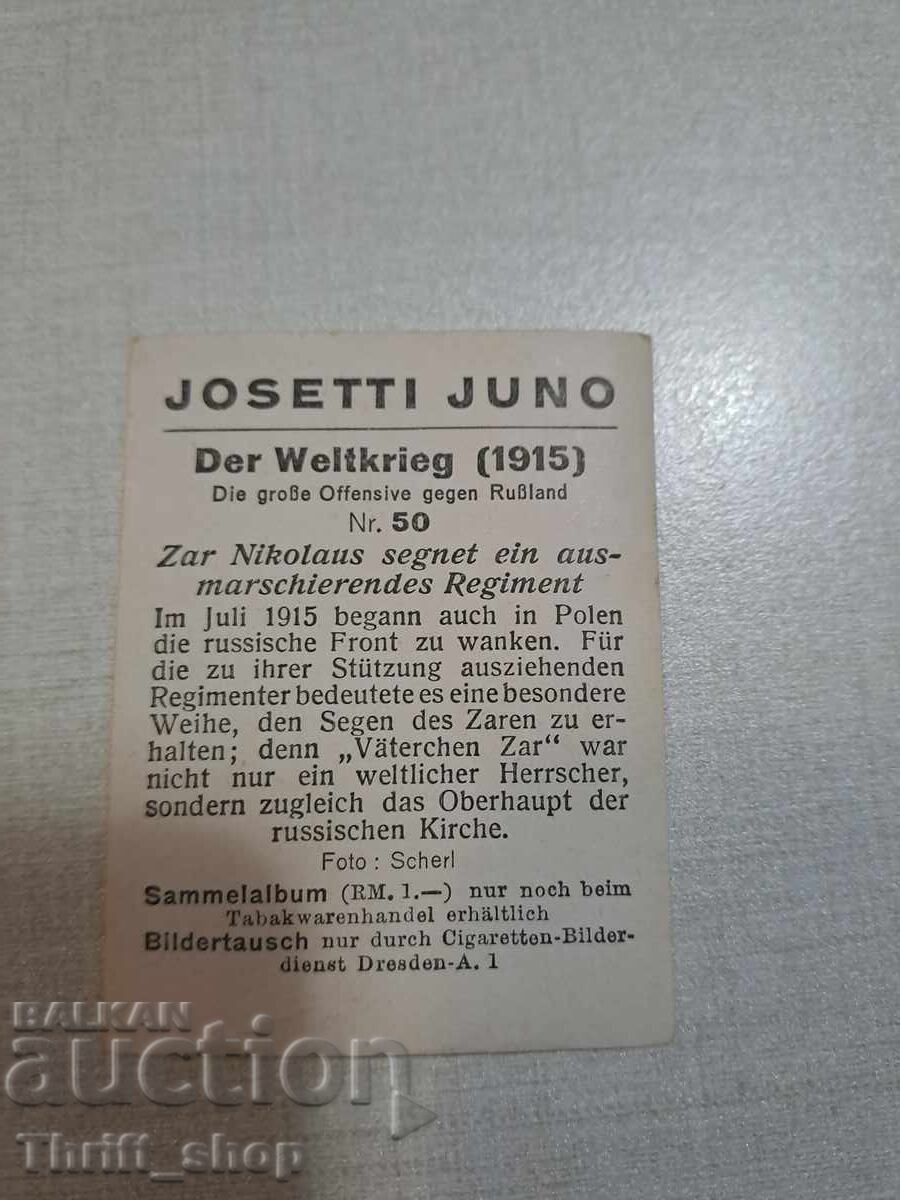 JOSETTI JUNO
Der Weltkrieg (1915)
Die große Offensive gegen Rußland
Nr. 50
Zar Nikolaus segnet ein aus-
marschierendes Regiment
Im Juli 1915 begann auch in Polen
die russische Front zu wanken. Für
die zu ihrer Stützung ausziehenden
Regimenter bedeutete es eine besondere
Weihe, den Segen des Zaren zu er-
halten; denn „Väterchen Zar“ war
nicht nur ein weltlicher Herrscher,
sondern zugleich das Oberhaupt der
russischen Kirche.
Foto : Scherl
Sammelalbum (RM. 1.—) nur noch beim
Tabakwarenhandel erhältlich
Bildertausch nur durch Cigaretten-Bilder-
dienst Dresden-A. 1
BALKAN
auction
Thrift_shop